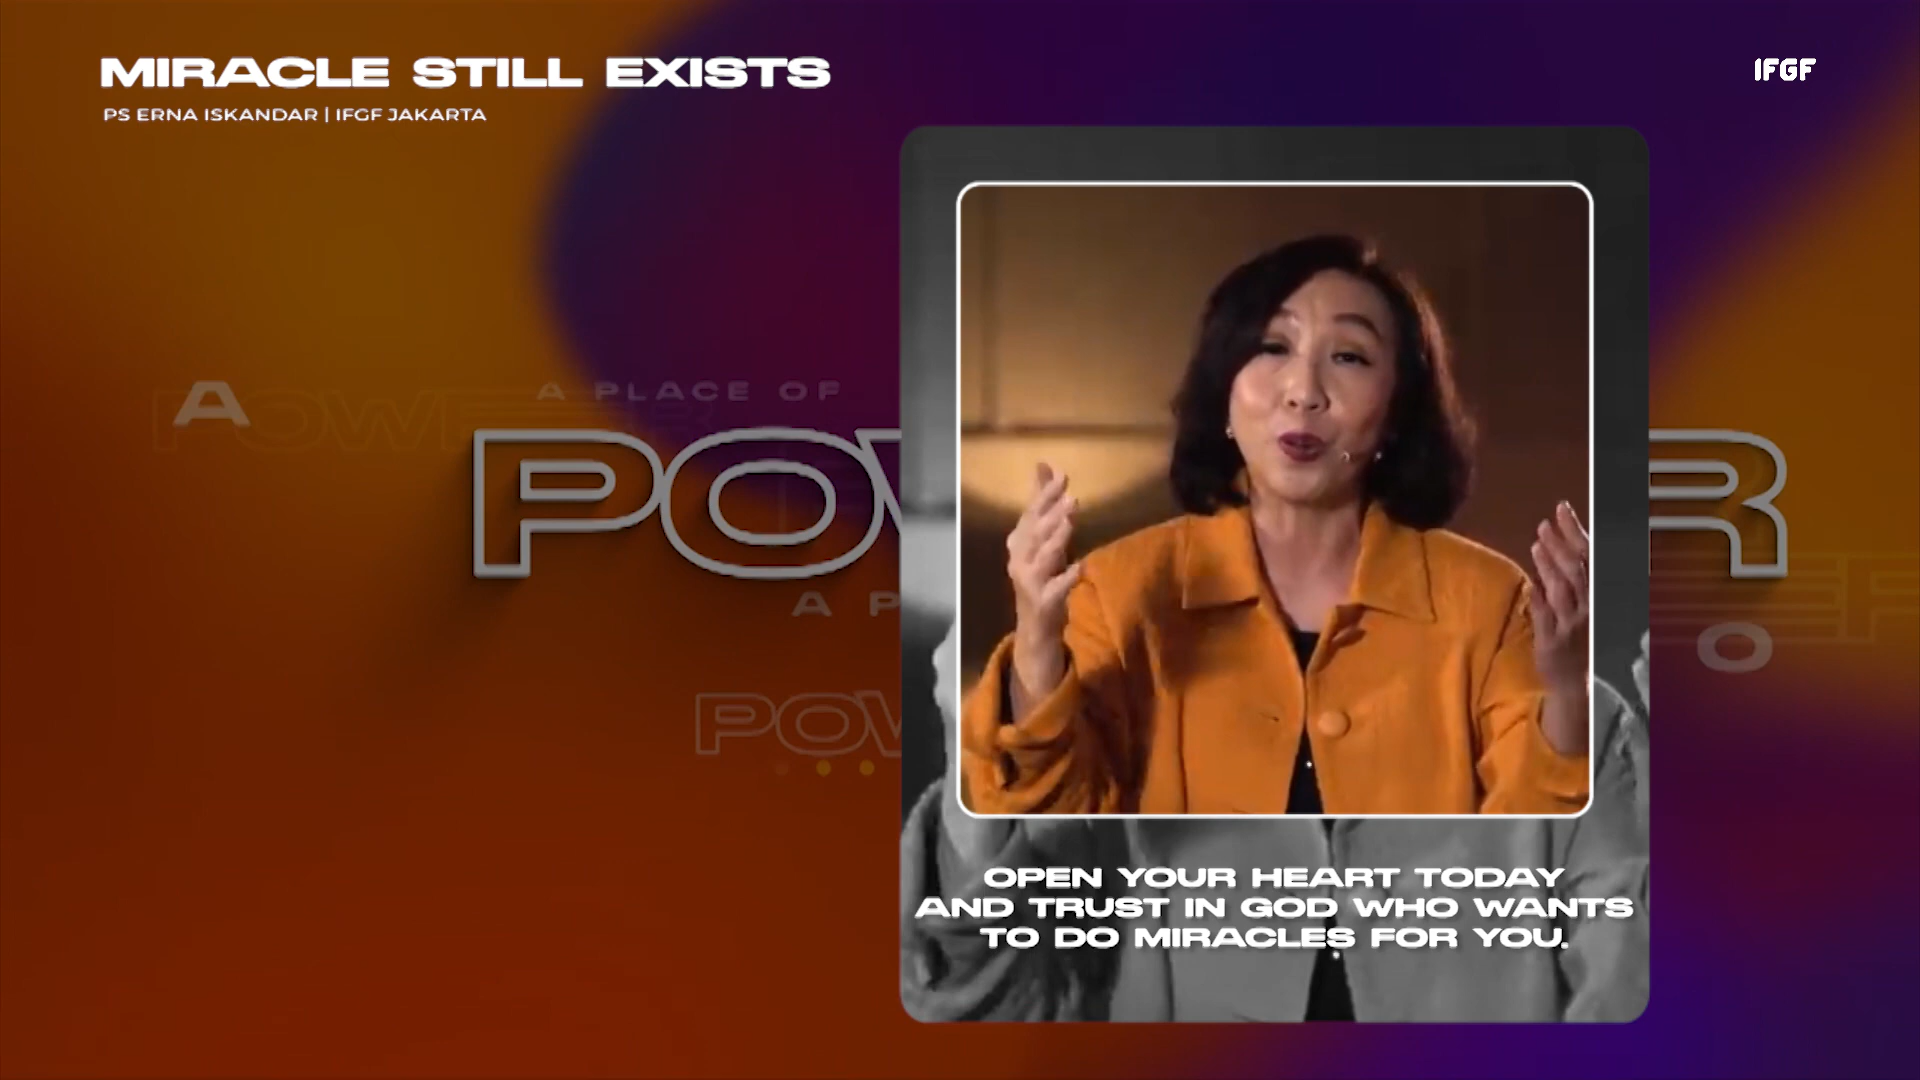 MIRACLE STILL EXISTS
IFGF
PS ERNA ISKANDAR | IFGF JAKARTA
A PLACE OF
A
OPEN YOUR HEART TODAY
AND TRUST IN GOD WHO WANTS
TO DO MIRACLES FOR YOU.